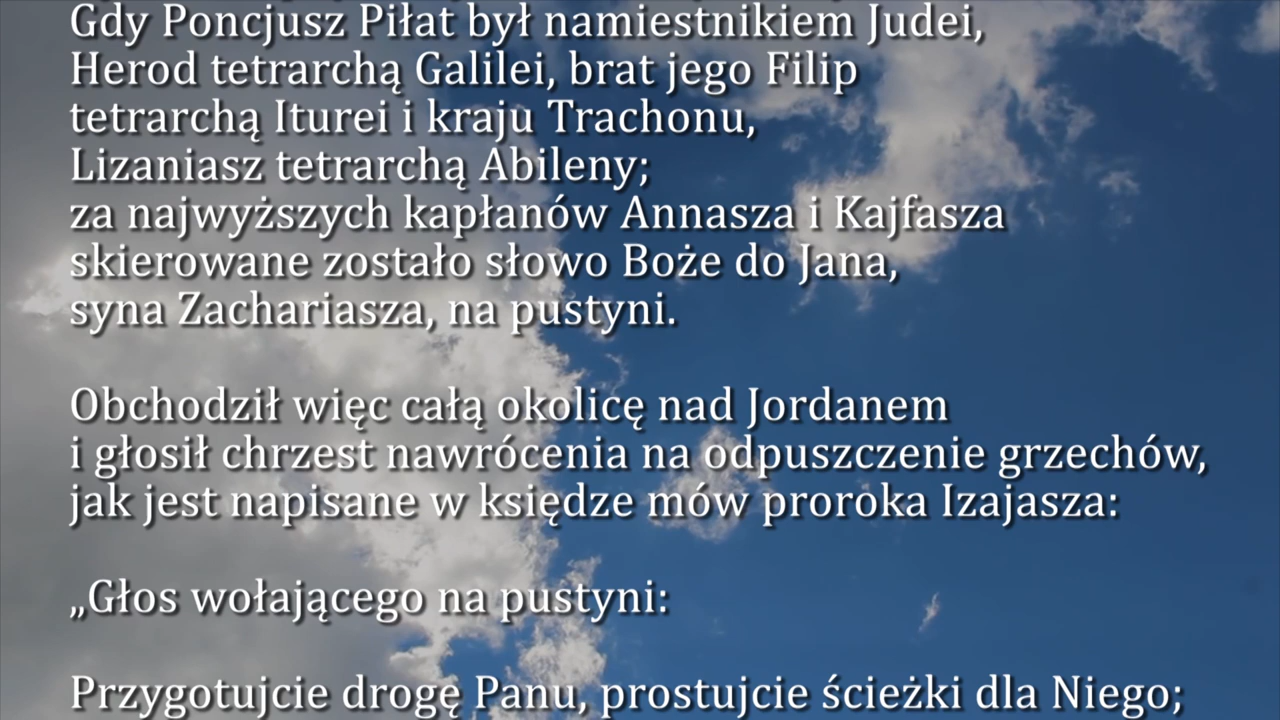 Gdy Poncjusz Piłat był namiestnikiem Judei,
Herod tetrarchą Galilei, brat jego Filip
tetrarchą Iturei i kraju Trachonu,
Lizaniasz tetrarchą Abileny;
za najwyższych kapłanów Annasza i Kajfasza
skierowane zostało słowo Boże do Jana,
syna Zachariasza, na pustyni.
Obchodził więc całą okolicę nad Jordanem
i głosił chrzest nawrócenia na odpuszczenie grzechów,
jak jest napisane w księdze mów proroka Izajasza:
„Głos wołającego na pustyni:
Przygotujcie drogę Panu, prostujcie ścieżki dla Niego;